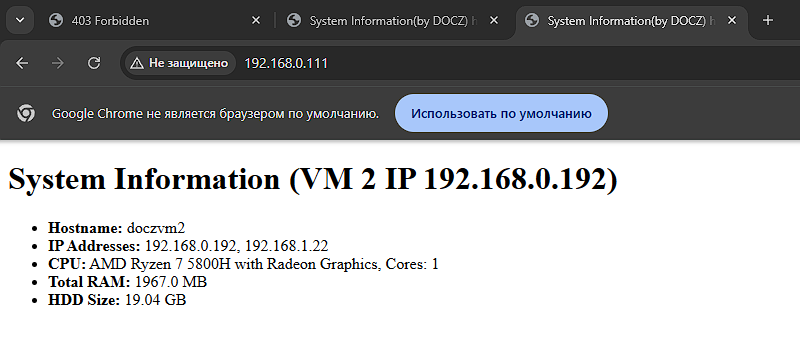 403 Forbidden
System Information(by DOCZ) h
System Information(by DOCZ) h
Не защищено 192.168.0.111
Google Chrome не является браузером по умолчанию. Использовать по умолчанию
System Information (VM 2 IP 192.168.0.192)
Hostname: doczvm2
IP Addresses: 192.168.0.192, 192.168.1.22
CPU: AMD Ryzen 7 5800H with Radeon Graphics, Cores: 1
Total RAM: 1967.0 MB
HDD Size: 19.04 GB